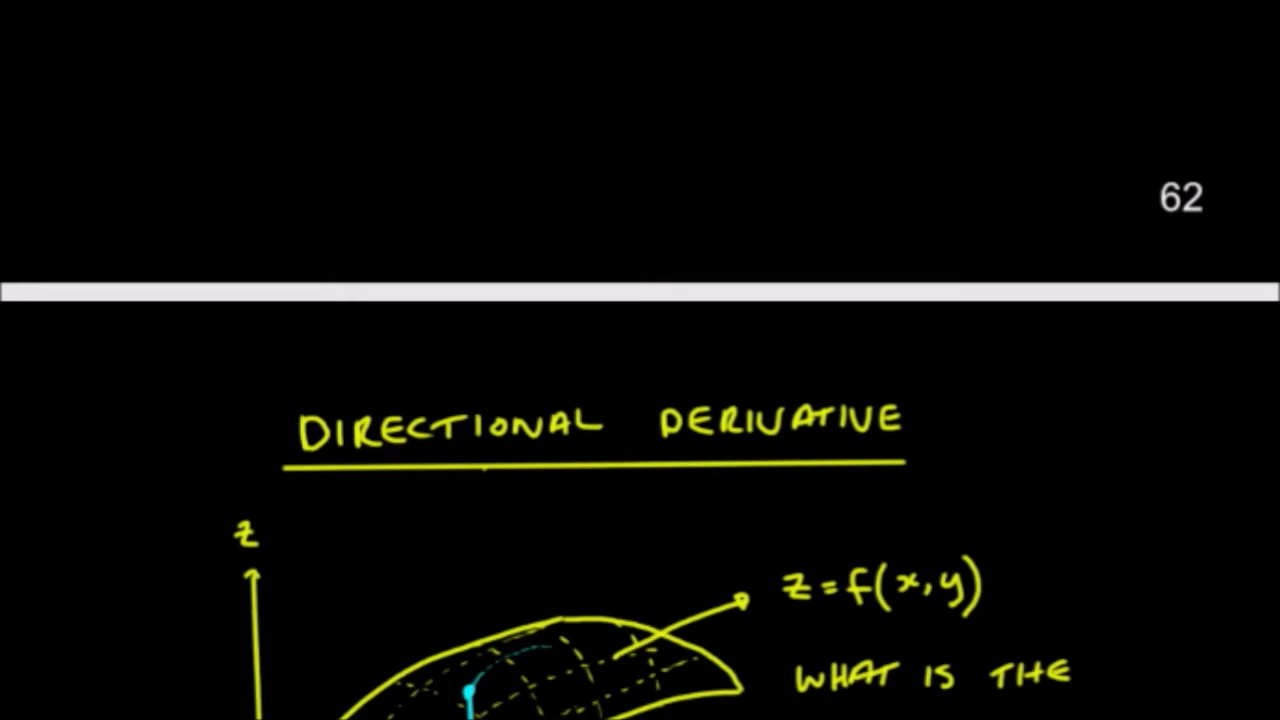 62
DIRECTIONAL DERIVATIVE
z
z = f(x,y)
WHAT IS THE